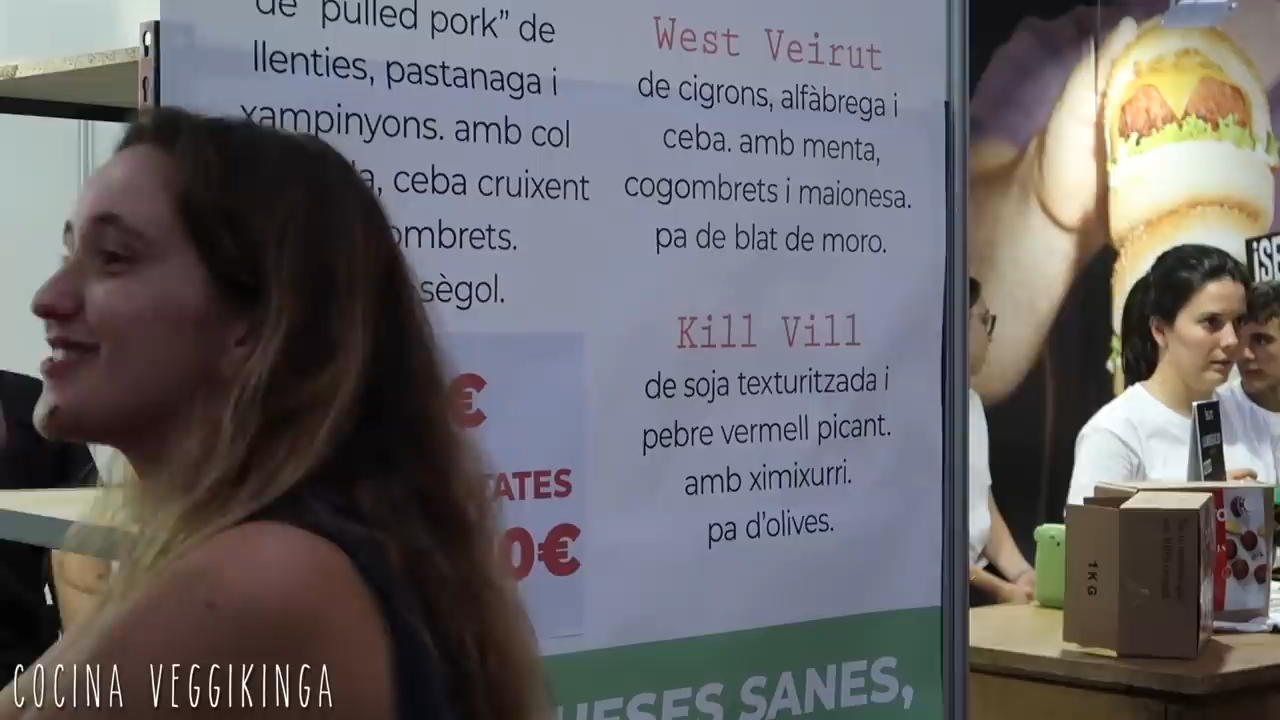 de “pulled pork” de
llenties, pastanaga i
xampinyons. amb col
ceba cruixent
sègol.
€
0€
West Veirut
de cigrons, alfàbrega i
ceba. amb menta,
cogombrets i maionesa.
pa de blat de moro.
Kill Vill
de soja texturitzada i
pebre vermell picant.
amb ximixurri.
pa d’olives.
SANES,
1KG
COCINA VEGGIKINGA